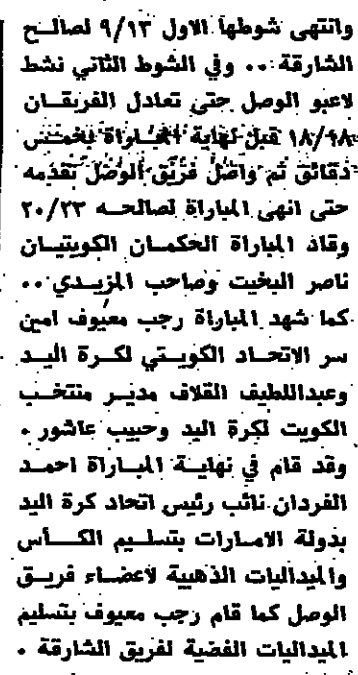 وانتهى شوطها الاول ٩/١٣ لصالح
الشارقة .. وفي الشوط الثاني نشط
لاعبو الوصل حتى تعادل الفريقان
١٨/١٨ قبل نهاية المباراة بخمس
دقائق ثم واصل فريق الوصل تقدمه
حتى انهى المباراة لصالحه ٢٠/٢٣
وقاد المباراة الحكمان الكويتيان
ناصر البخيت وصاحب المزيدي ..
كما شهد المباراة رجب معيوف امين
سر الاتحاد الكويتي لكرة اليد
وعبداللطيف القلاف مدير منتخب
الكويت لكرة اليد وحبيب عاشور .
وقد قام في نهاية المباراة احمد
الفردان نائب رئيس اتحاد كرة اليد
بدولة الامارات بتسليم الكأس
والميداليات الذهبية لاعضاء فريق
الوصل كما قام رجب معيوف بتسليم
الميداليات الفضية لفريق الشارقة .